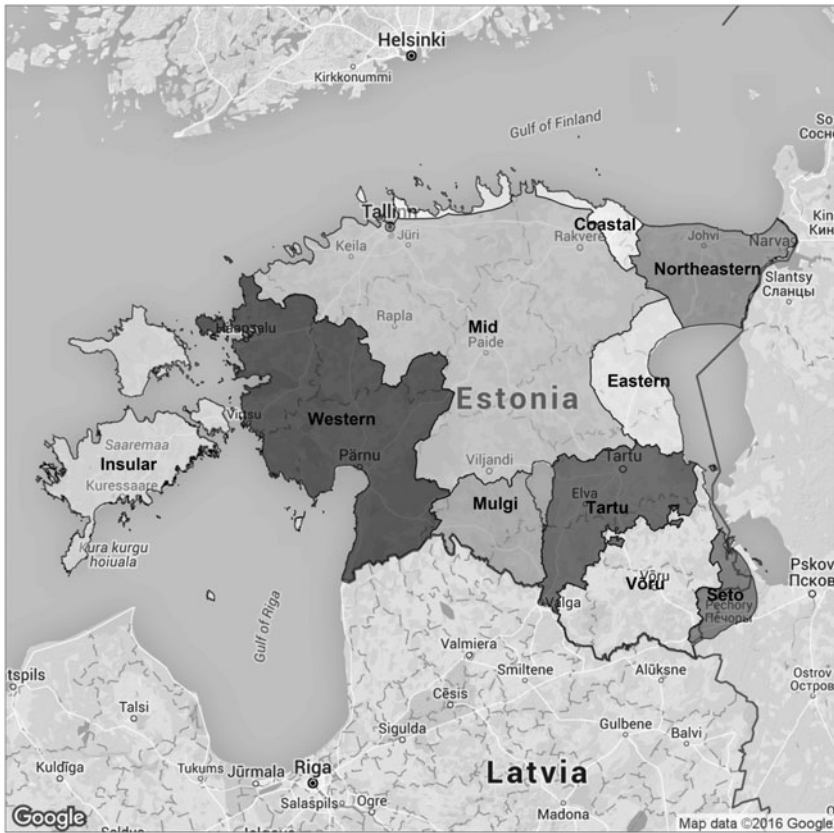 Helsinki
Kirkkonummi
Gulf of Finland
So
Сосно
Tallinn
Coastal
Kin
Кин
Keila
Jüri
Rakvere
Johvi
Narva
Northeastern
Slantsy
Сланцы
Rapla
Mid
Paide
Haapsalu
Eastern
Estonia
Virtsu
Western
Saaremaa
Insular
Kuressaare
Pärnu
Viljandi
Tartu
Mulgi
Elva
Tartu
Kura kurgu
hoiuala
Võru
Võru
Seto
Pechory
Печоры
Pskov
Псков
Valga
Gulf of Riga
Valmiera
Smiltene
Alūksne
Ostrov
Остров
tspils
Talsi
Cēsis
Sigulda
Gulbene
Balvi
Kuldīga
Tukums
Jūrmala
Riga
Salaspils
Ogre
Latvia
Madona
Google
Map data ©2016 Google